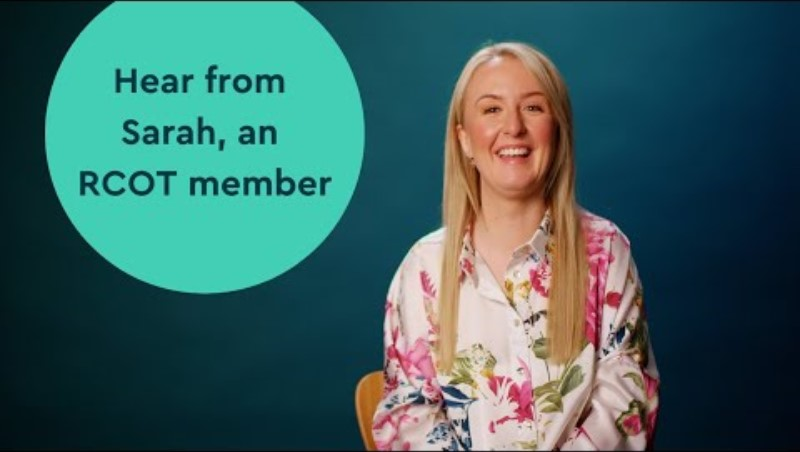 Hear from
Sarah, an
RCOT member